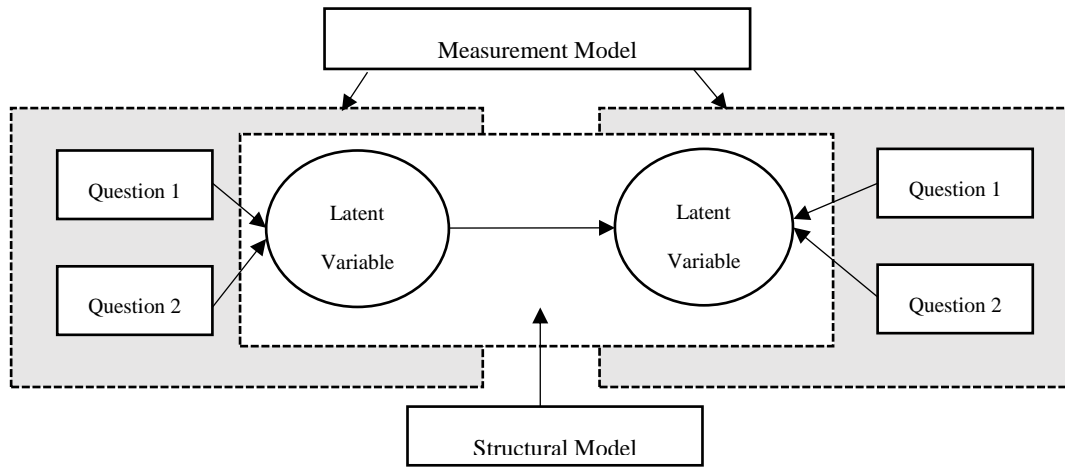 Measurement Model
Question 1
Question 2
Latent
Variable
Latent
Variable
Question 1
Question 2
Structural Model